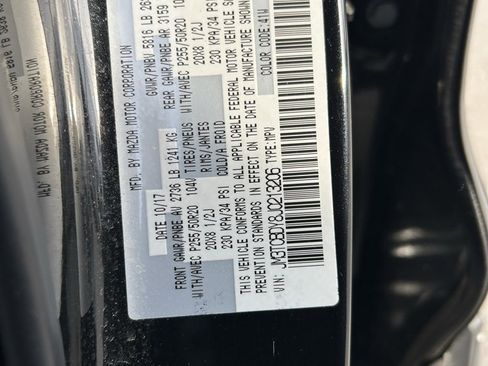 MFD. BY MAZDA MOTOR CORPORATION
10/17 GVWR/PNBV 5816 LB
FRONT GAWR/PNBE AV 2736 LB 1241 KG REAR GAWR/PNBE AR 3159
WITH/AVEC P255/50R20 104V TIRES/PNEUS WITH/AVEC P255/50R20
20X8 1/2J RIMS/JANTES 20X8 1/2J
230 KPA/34 PSI COLD/A FROID 230 KPA/34 PSI
THIS VEHICLE CONFORMS TO ALL APPLICABLE FEDERAL MOTOR VEHICLE
PREVENTION STANDARDS IN EFFECT ON THE DATE OF MANUFACTURE SHOWN
VIN: JM3TCBDY8J0213206 TYPE:MPV COLOR: 41W